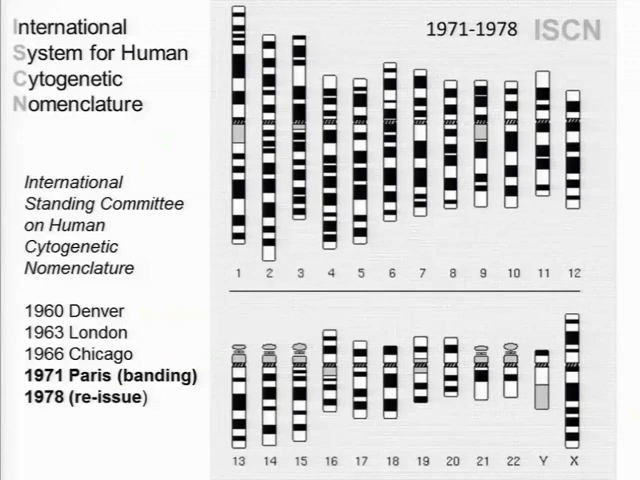 International
System for Human
Cytogenetic
Nomenclature
1971-1978 ISCN
International
Standing Committee
on Human
Cytogenetic
Nomenclature
1960 Denver
1963 London
1966 Chicago
1971 Paris (banding)
1978 (re-issue)
1 2 3 4 5 6 7 8 9 10 11 12
13 14 15 16 17 18 19 20 21 22 Y X